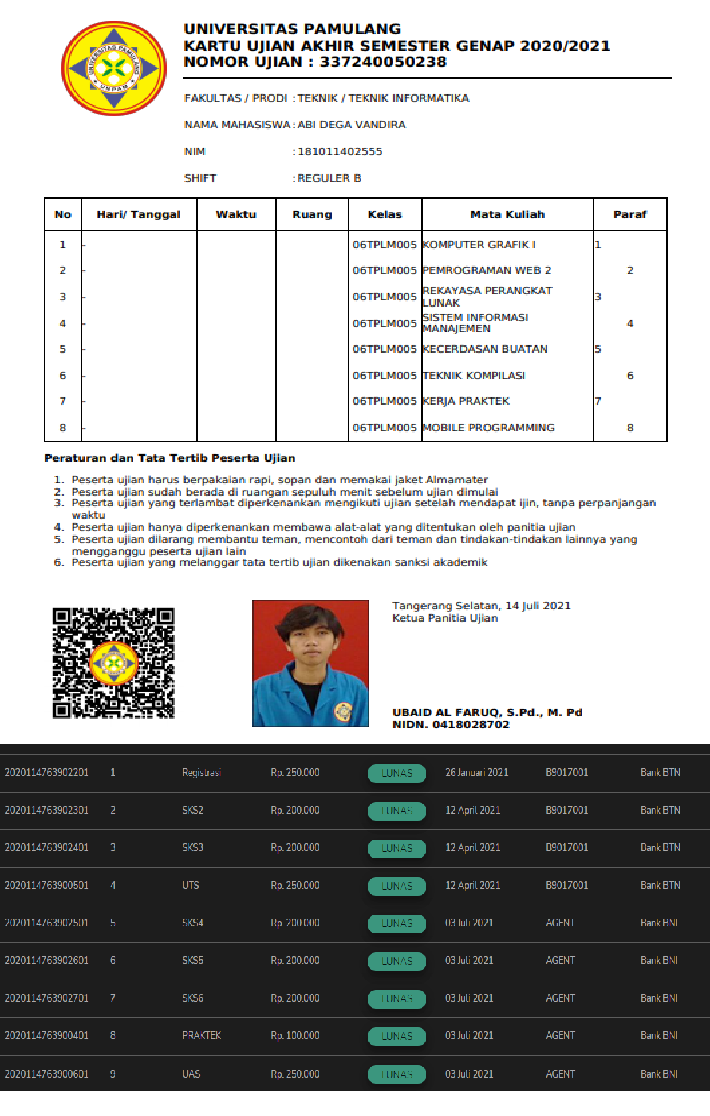 UNIVERSITAS PAMULANG
KARTU UJIAN AKHIR SEMESTER GENAP 2020/2021
NOMOR UJIAN : 337240050238
FAKULTAS / PRODI : TEKNIK / TEKNIK INFORMATIKA
NAMA MAHASISWA : ABI DEGA VANDIRA
NIM : 181011402555
SHIFT : REGULER B
No Hari/ Tanggal Waktu Ruang Kelas Mata Kuliah Paraf
1 - 06TPLM005 KOMPUTER GRAFIK I 1
2 - 06TPLM005 PEMROGRAMAN WEB 2 2
3 - 06TPLM005 REKAYASA PERANGKAT LUNAK 3
4 - 06TPLM005 SISTEM INFORMASI MANAJEMEN 4
5 - 06TPLM005 KECERDASAN BUATAN 5
6 - 06TPLM005 TEKNIK KOMPILASI 6
7 - 06TPLM005 KERJA PRAKTEK 7
8 - 06TPLM005 MOBILE PROGRAMMING 8
Peraturan dan Tata Tertib Peserta Ujian
1. Peserta ujian harus berpakaian rapi, sopan dan memakai jaket Almamater
2. Peserta ujian sudah berada di ruangan sepuluh menit sebelum ujian dimulai
3. Peserta ujian yang terlambat diperkenankan mengikuti ujian setelah mendapat ijin, tanpa perpanjangan
waktu
4. Peserta ujian hanya diperkenankan membawa alat-alat yang ditentukan oleh panitia ujian
5. Peserta ujian dilarang membantu teman, mencontoh dari teman dan tindakan-tindakan lainnya yang
mengganggu peserta ujian lain
6. Peserta ujian yang melanggar tata tertib ujian dikenakan sanksi akademik
Tangerang Selatan, 14 Juli 2021
Ketua Panitia Ujian
UBAID AL FARUQ, S.Pd., M. Pd
NIDN. 0418028702
2020114763902201 1 Registrasi Rp. 250.000 LUNAS 26 Januari 2021 B9017001 Bank BTN
2020114763902301 2 SKS2 Rp. 200.000 LUNAS 12 April 2021 B9017001 Bank BTN
2020114763902401 3 SKS3 Rp. 200.000 LUNAS 12 April 2021 B9017001 Bank BTN
2020114763900501 4 UTS Rp. 250.000 LUNAS 12 April 2021 B9017001 Bank BTN
2020114763902501 5 SKS4 Rp. 200.000 LUNAS 03 Juli 2021 AGENT Bank BNI
2020114763902601 6 SKS5 Rp. 200.000 LUNAS 03 Juli 2021 AGENT Bank BNI
2020114763902701 7 SKS6 Rp. 200.000 LUNAS 03 Juli 2021 AGENT Bank BNI
2020114763900401 8 PRAKTEK Rp. 100.000 LUNAS 03 Juli 2021 AGENT Bank BNI
2020114763900601 9 UAS Rp. 250.000 LUNAS 03 Juli 2021 AGENT Bank BNI